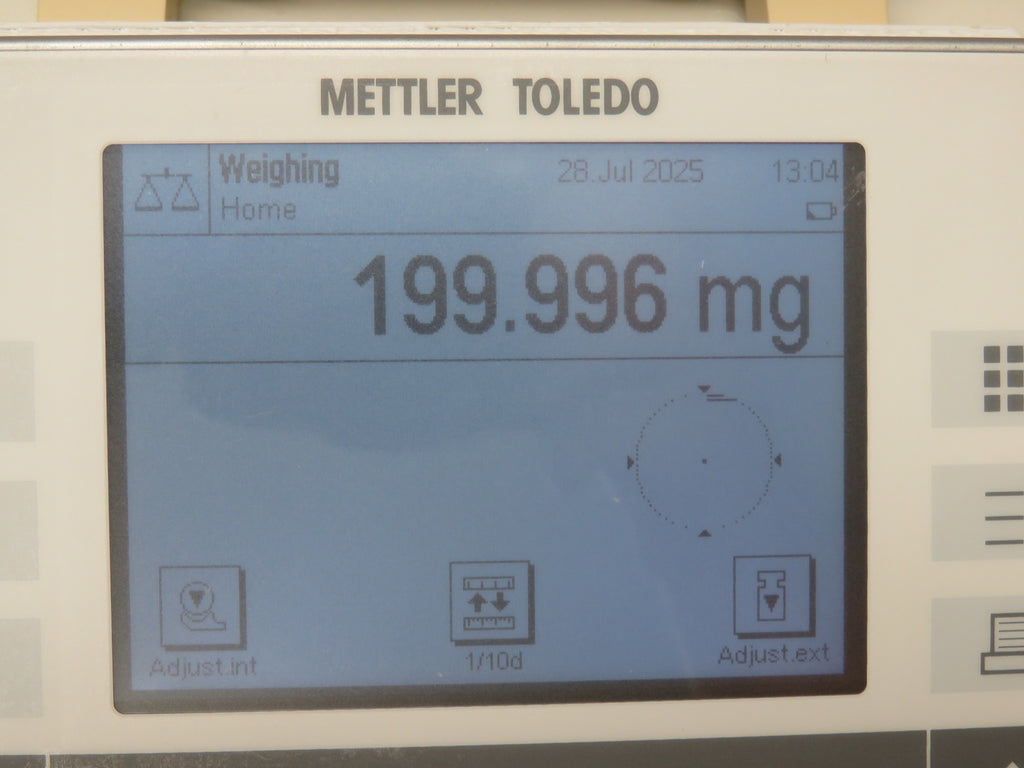 METTLER TOLEDO
Weighing 28.Jul 2025 13:04
Home
199.996 mg
Adjust.int 1/10d Adjust.ext